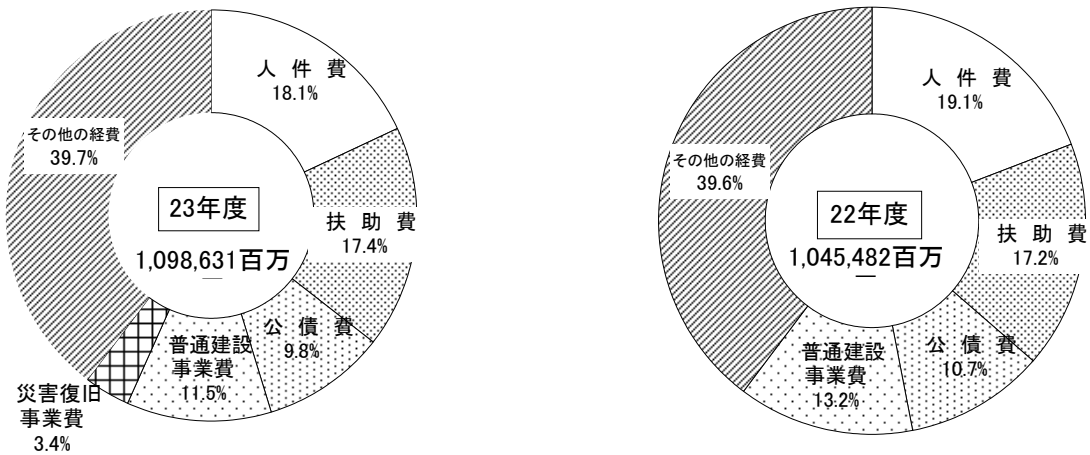 人 件 費
18.1%
扶 助 費
17.4%
公 債 費
9.8%
普通建設
事業費
11.5%
災害復旧
事業費
3.4%
その他の経費
39.7%
23年度
1,098,631百万
人 件 費
19.1%
扶 助 費
17.2%
公 債 費
10.7%
普通建設
事業費
13.2%
その他の経費
39.6%
22年度
1,045,482百万